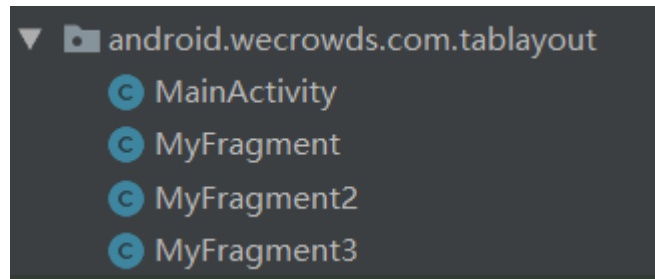 android.wecrowds.com.tablayout
C MainActivity
C MyFragment
C MyFragment2
C MyFragment3